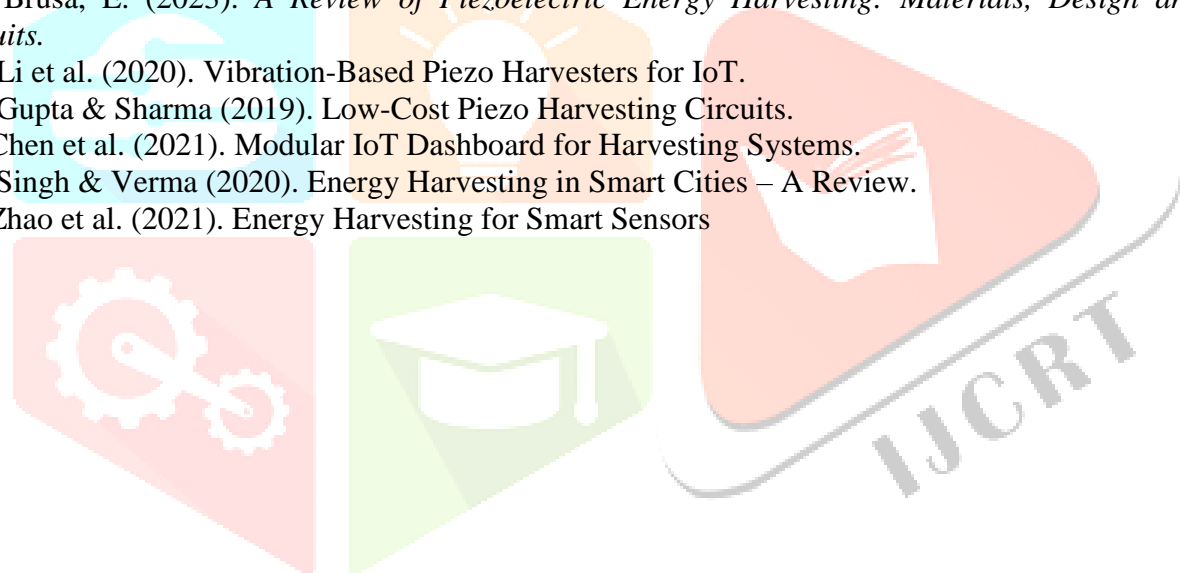 Brusa, E. (2023). A Review of Piezoelectric Energy Harvesting: Materials, Design an
uits.
Li et al. (2020). Vibration-Based Piezo Harvesters for IoT.
Gupta & Sharma (2019). Low-Cost Piezo Harvesting Circuits.
Chen et al. (2021). Modular IoT Dashboard for Harvesting Systems.
Singh & Verma (2020). Energy Harvesting in Smart Cities – A Review.
Zhao et al. (2021). Energy Harvesting for Smart Sensors
IJCRT